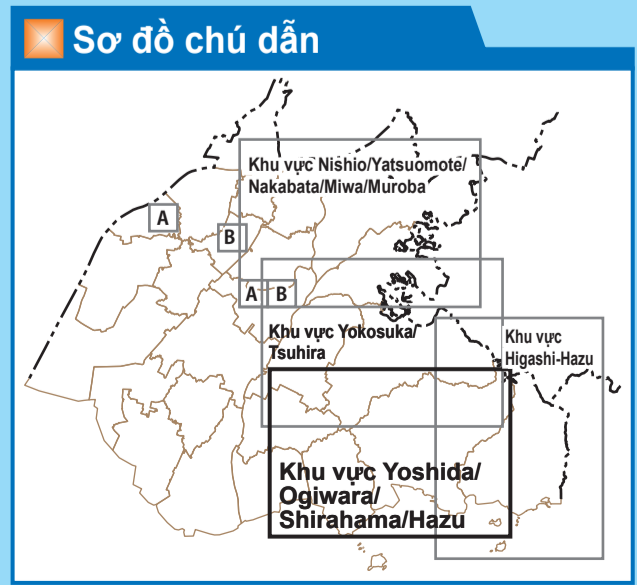 Sơ đồ chú dẫn
Khu vực Nishio/Yatsuomote/
Nakabata/Miwa/Muroba
A
B
A B
Khu vực Yokosuka/
Tsuhira
Khu vực
Higashi-Hazu
Khu vực Yoshida/
Ogiwara/
Shirahama/Hazu